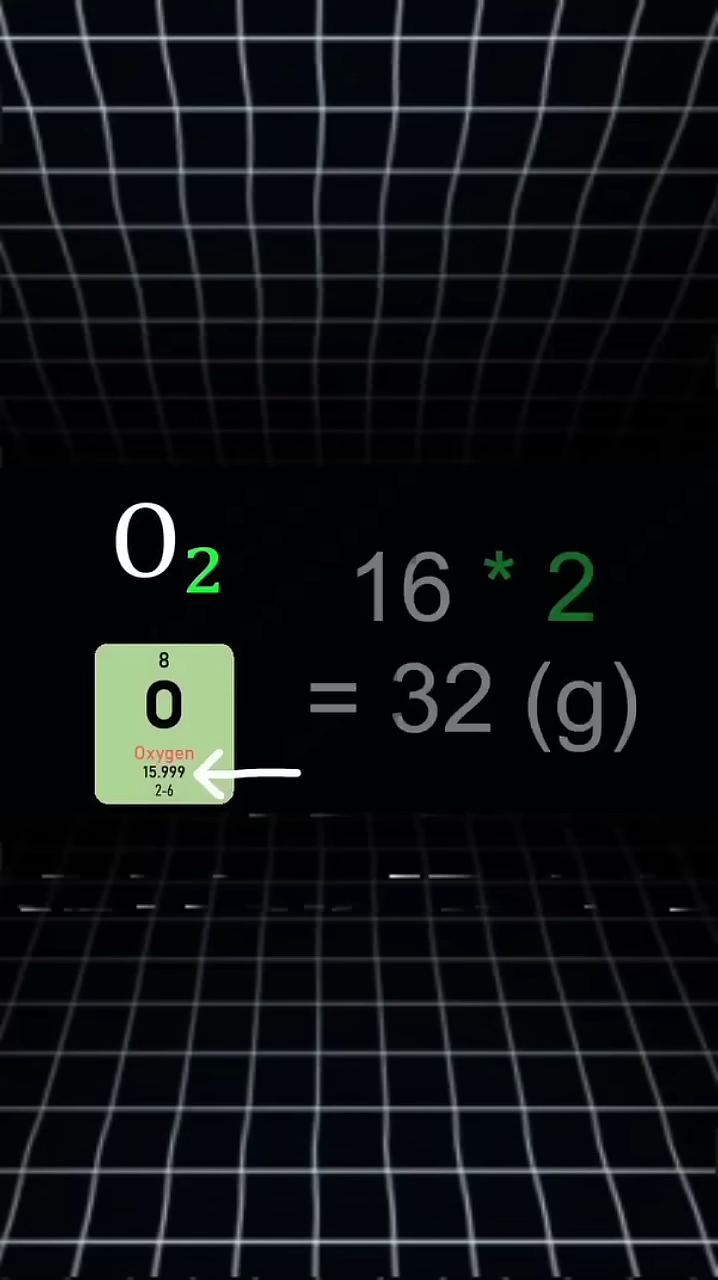 O₂
16 * 2
= 32 (g)
8
O
Oxygen
15.999
2-6